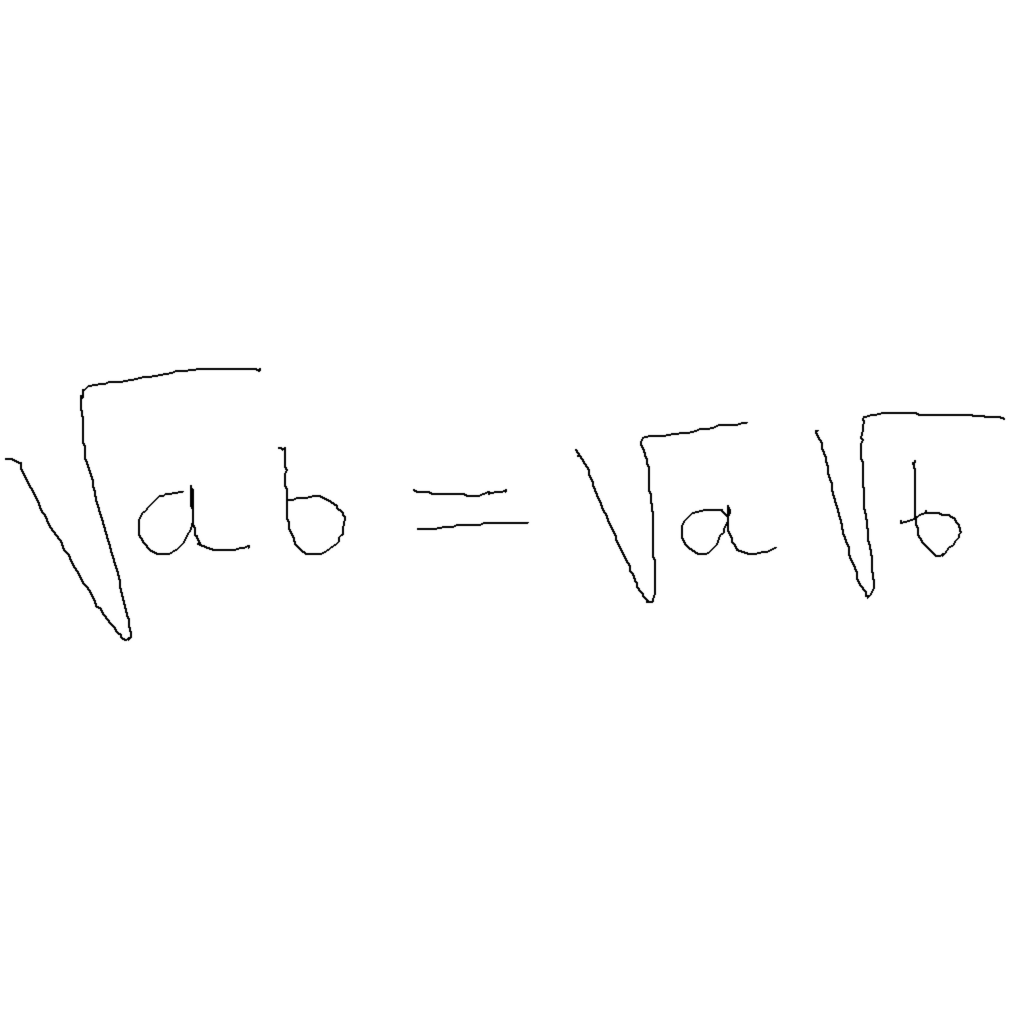 √ab = √a √b